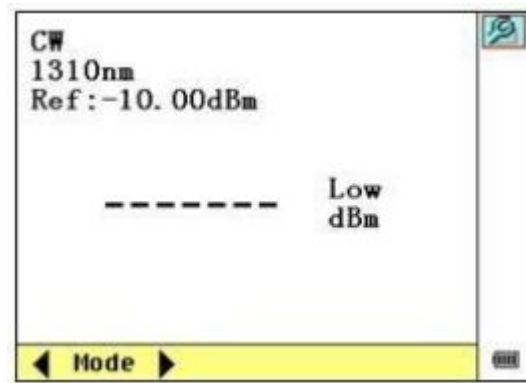 CW
1310nm
Ref:-10.00dBm
------- Low
dBm
Mode